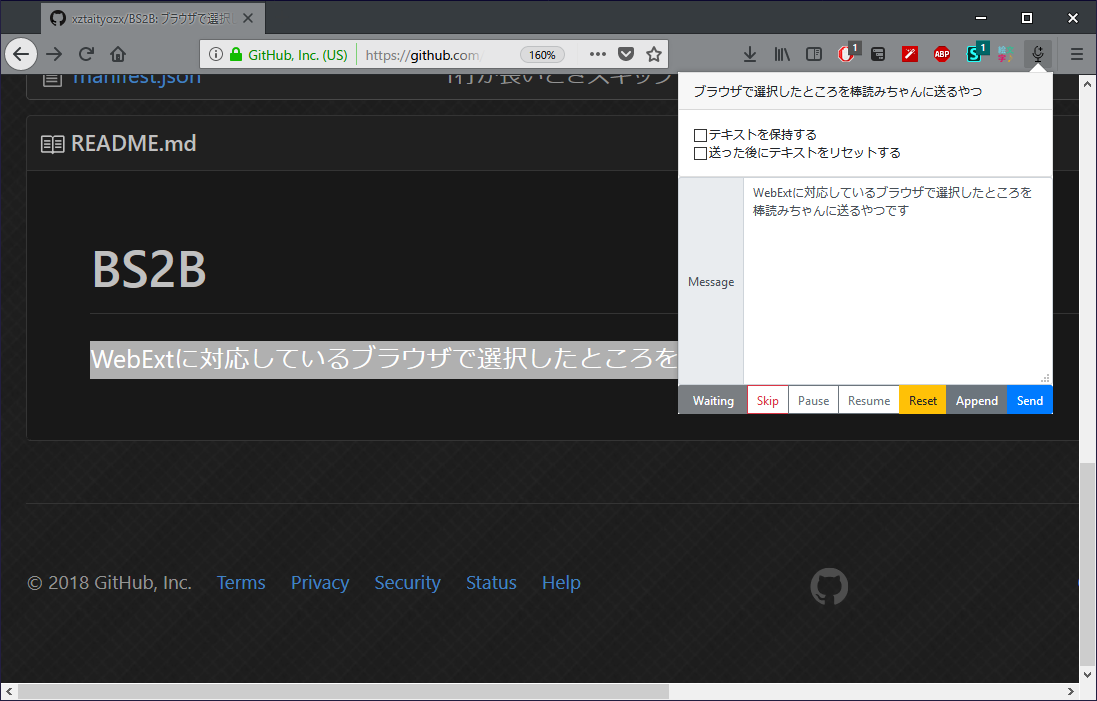 xztaityozx/BS2B: ブラウザで選択し
GitHub, Inc. (US)
https://github.com/
160%
1
ABP
S
1
絵
字
manifest.json
ブラウザで選択したところを棒読みちゃんに送るやつ
テキストを保持する
送った後にテキストをリセットする
Message
WebExtに対応しているブラウザで選択したところを
棒読みちゃんに送るやつです
Waiting
Skip
Pause
Resume
Reset
Append
Send
README.md
BS2B
WebExtに対応しているブラウザで選択したところを
© 2018 GitHub, Inc.
Terms
Privacy
Security
Status
Help